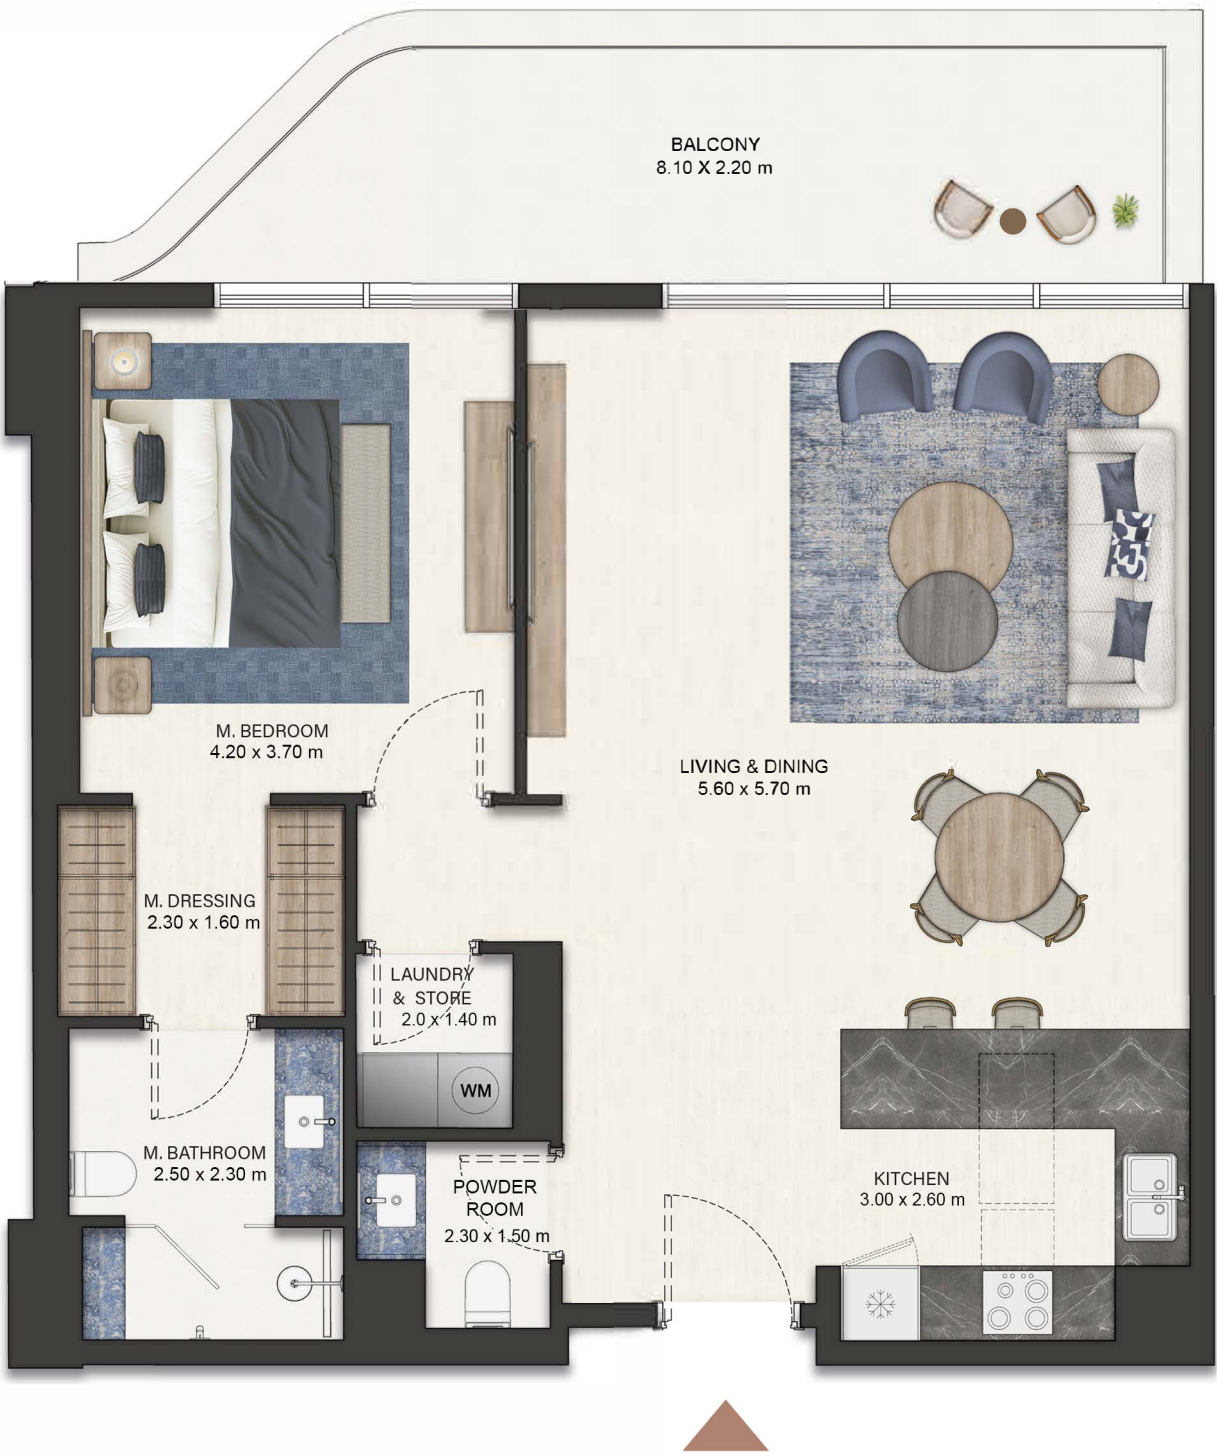 BALCONY
8.10 X 2.20 m
M. BEDROOM
4.20 x 3.70 m
LIVING & DINING
5.60 x 5.70 m
M. DRESSING
2.30 x 1.60 m
LAUNDRY
& STORE
2.0 x 1.40 m
WM
M. BATHROOM
2.50 x 2.30 m
POWDER
ROOM
2.30 x 1.50 m
KITCHEN
3.00 x 2.60 m